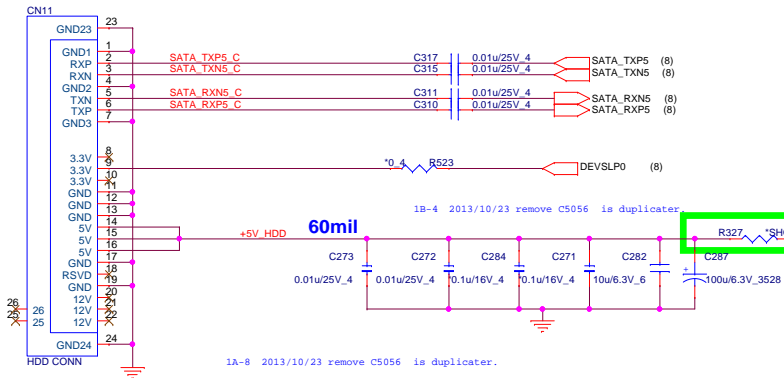 CN11
GND23 23
GND1 1
RXP 2 SATA_TXP5_C C317 0.01u/25V_4 SATA_TXP5 (8)
RXN 3 SATA_TXN5_C C315 0.01u/25V_4 SATA_TXN5 (8)
GND2 4
TXN 5 SATA_RXN5_C C311 0.01u/25V_4 SATA_RXN5 (8)
TXP 6 SATA_RXP5_C C310 0.01u/25V_4 SATA_RXP5 (8)
GND3 7
3.3V 8
3.3V 9 *0_4 R523 DEVSLP0 (8)
3.3V 10
GND 11
GND 12
GND 13
1B-4 2013/10/23 remove C5056 is duplicater.
5V 14
5V 15 +5V_HDD 60mil R327 *SH
5V 16
GND 17 C273 C272 C284 C271 C282 C287
RSVD 18
GND 19 0.01u/25V_4 0.01u/25V_4 *0.1u/16V_4 *0.1u/16V_4 10u/6.3V_6 + 100u/6.3V_3528
12V 20
26 26 12V 21
25 25 12V 22
GND24 24
HDD CONN
1A-8 2013/10/23 remove C5056 is duplicater.